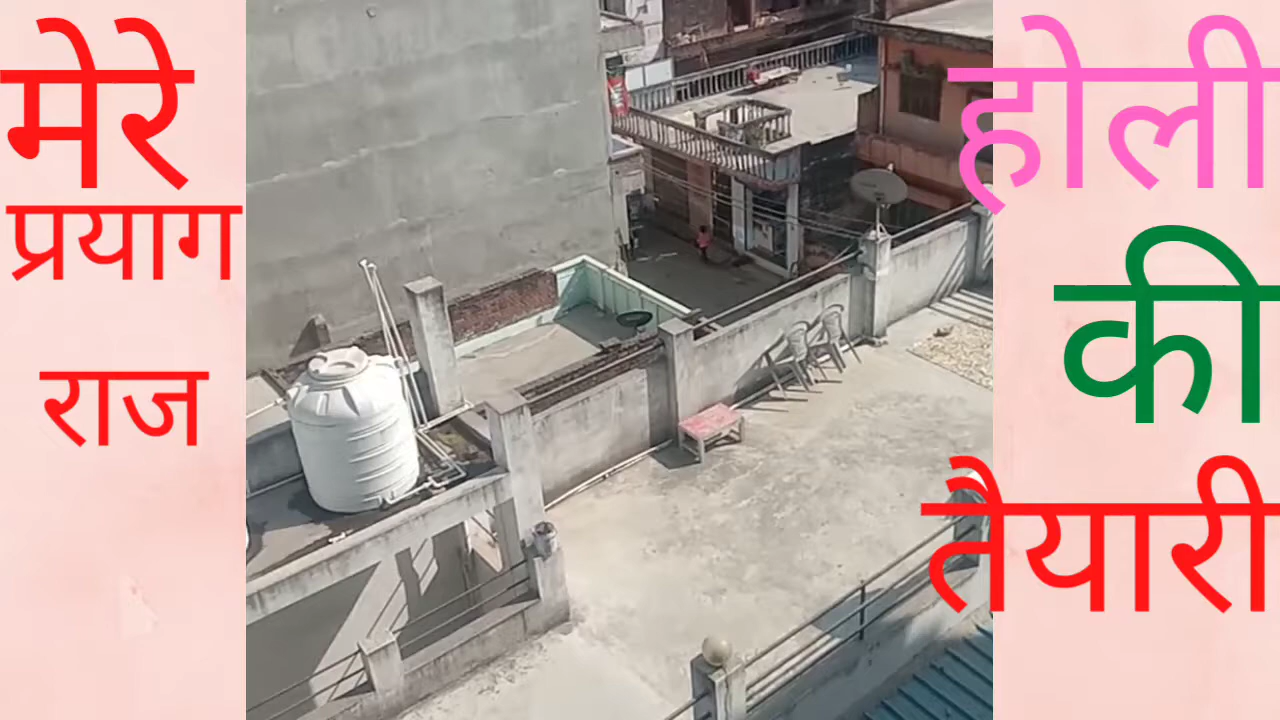 मेरे
प्रयाग
राज
होली
की
तैयारी